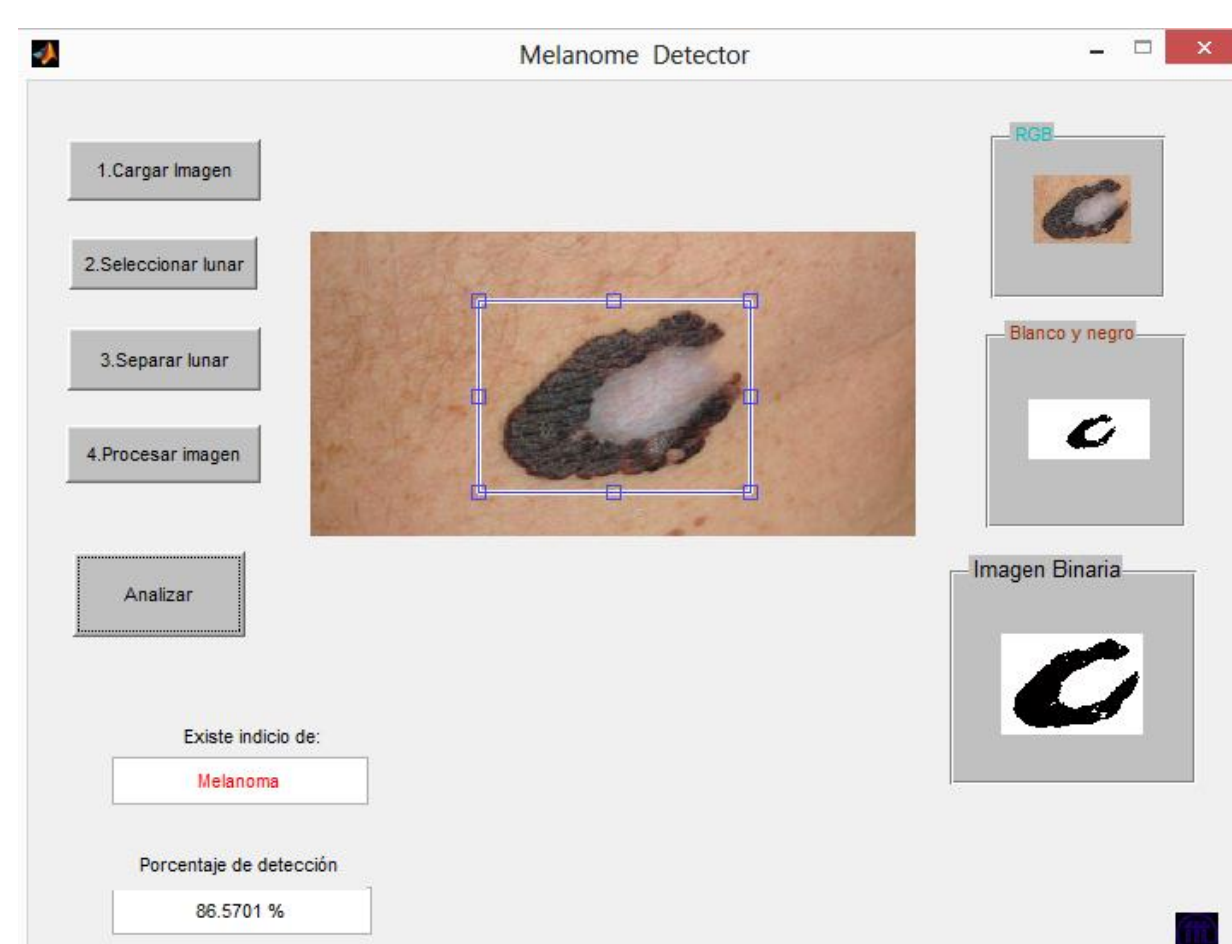 Melanome Detector
1.Cargar Imagen
2.Seleccionar lunar
3.Separar lunar
4.Procesar imagen
Analizar
Existe indicio de:
Melanoma
Porcentaje de detección
86.5701 %
RGB
Blanco y negro
Imagen Binaria